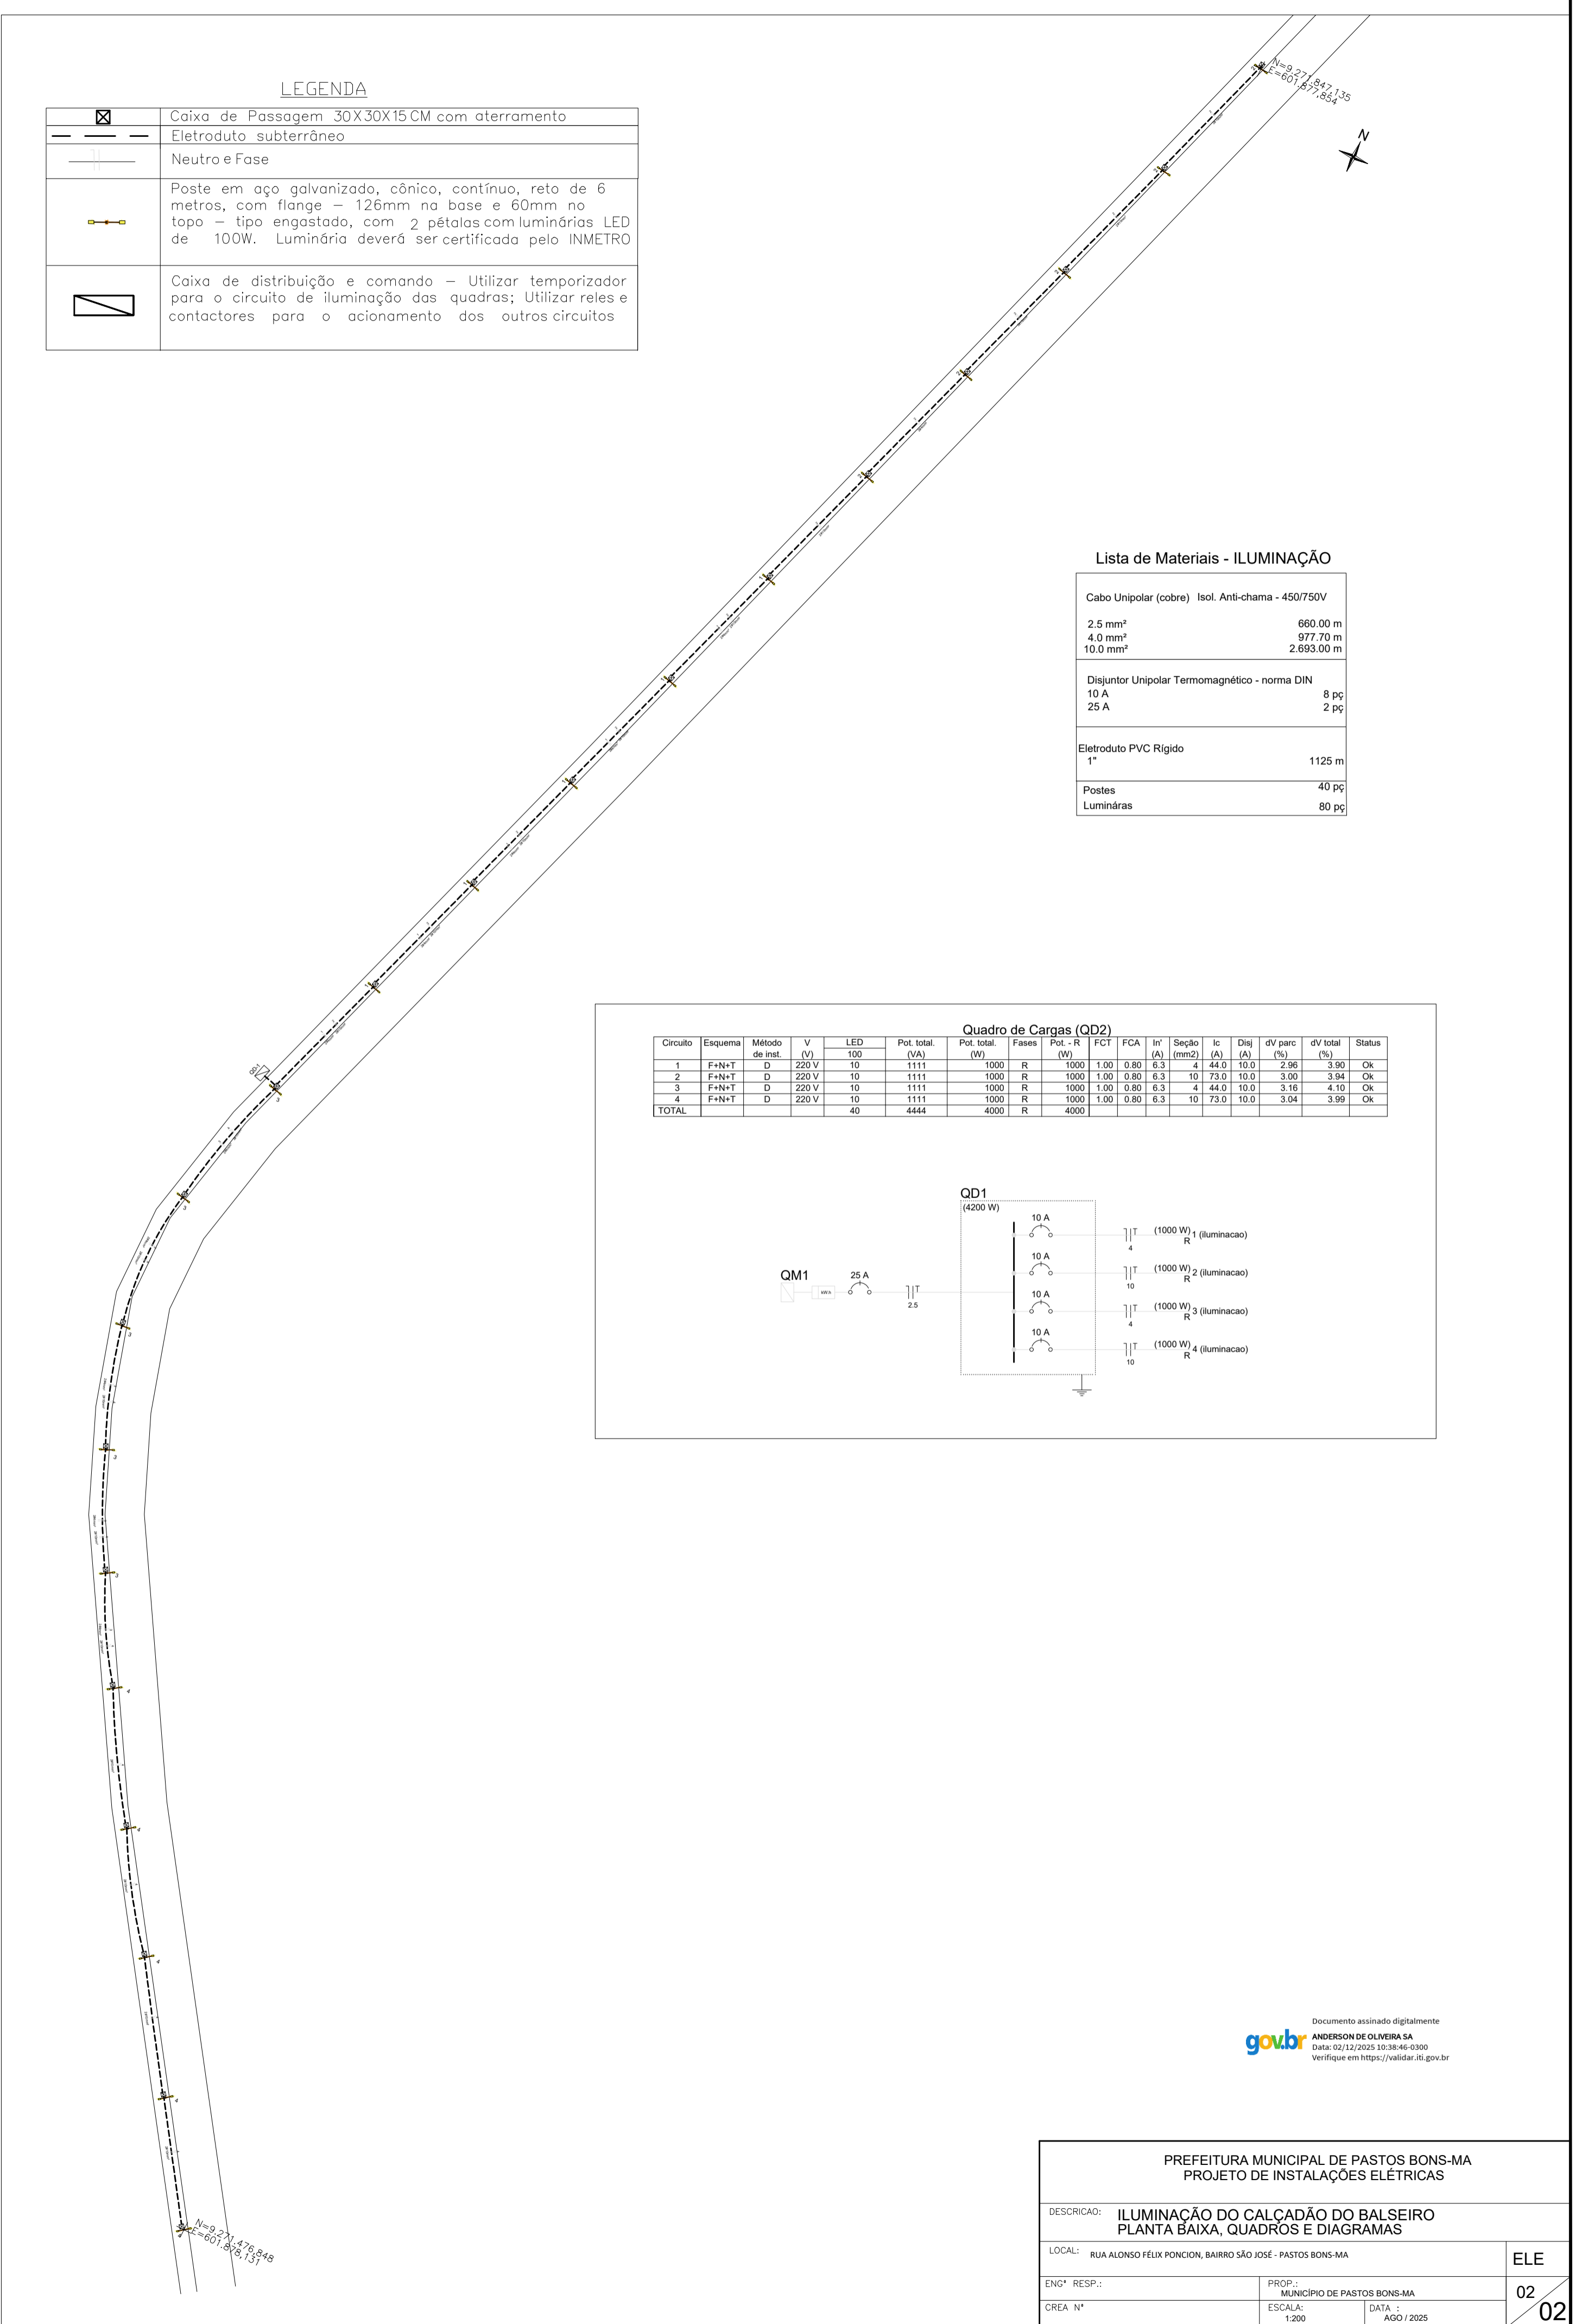 LEGENDA
Caixa de Passagem 30X30X15 CM com aterramento
Eletroduto subterrâneo
Neutro e Fase
Poste em aço galvanizado, cônico, contínuo, reto de 6
metros, com flange – 126mm na base e 60mm no
topo – tipo engastado, com 2 pétalas com luminárias LED
de 100W. Luminária deverá ser certificada pelo INMETRO
Caixa de distribuição e comando – Utilizar temporizador
para o circuito de iluminação das quadras; Utilizar reles e
contactores para o acionamento dos outros circuitos
N=9.271.847,135
E=601.877,854
N
Lista de Materiais - ILUMINAÇÃO
Cabo Unipolar (cobre) Isol. Anti-chama - 450/750V
2.5 mm² 660.00 m
4.0 mm² 977.70 m
10.0 mm² 2.693.00 m
Disjuntor Unipolar Termomagnético - norma DIN
10 A 8 pç
25 A 2 pç
Eletroduto PVC Rígido
1" 1125 m
Postes 40 pç
Lumináras 80 pç
Quadro de Cargas (QD2)
Circuito Esquema Método V LED Pot. total. Pot. total. Fases Pot. - R FCT FCA In' Seção Ic Disj dV parc dV total Status
de inst. (V) 100 (VA) (W) (W) (A) (mm2) (A) (A) (%) (%)
1 F+N+T D 220 V 10 1111 1000 R 1000 1.00 0.80 6.3 4 44.0 10.0 2.96 3.90 Ok
2 F+N+T D 220 V 10 1111 1000 R 1000 1.00 0.80 6.3 10 73.0 10.0 3.00 3.94 Ok
3 F+N+T D 220 V 10 1111 1000 R 1000 1.00 0.80 6.3 4 44.0 10.0 3.16 4.10 Ok
4 F+N+T D 220 V 10 1111 1000 R 1000 1.00 0.80 6.3 10 73.0 10.0 3.04 3.99 Ok
TOTAL 40 4444 4000 R 4000
QD1
(4200 W)
10 A
T
4
(1000 W)
R
1 (iluminacao)
10 A
T
10
(1000 W)
R
2 (iluminacao)
QM1
kW.h
25 A
T
2.5
10 A
T
4
(1000 W)
R
3 (iluminacao)
10 A
T
10
(1000 W)
R
4 (iluminacao)
N=9.271.476,848
E=601.878,131
gov.br
Documento assinado digitalmente
ANDERSON DE OLIVEIRA SA
Data: 02/12/2025 10:38:46-0300
Verifique em https://validar.iti.gov.br
PREFEITURA MUNICIPAL DE PASTOS BONS-MA
PROJETO DE INSTALAÇÕES ELÉTRICAS
DESCRICAO: ILUMINAÇÃO DO CALÇADÃO DO BALSEIRO
PLANTA BAIXA, QUADROS E DIAGRAMAS
LOCAL: RUA ALONSO FÉLIX PONCION, BAIRRO SÃO JOSÉ - PASTOS BONS-MA
ELE
ENGº RESP.:
PROP.:
MUNICÍPIO DE PASTOS BONS-MA
02
02
CREA Nº
ESCALA:
1:200
DATA :
AGO / 2025